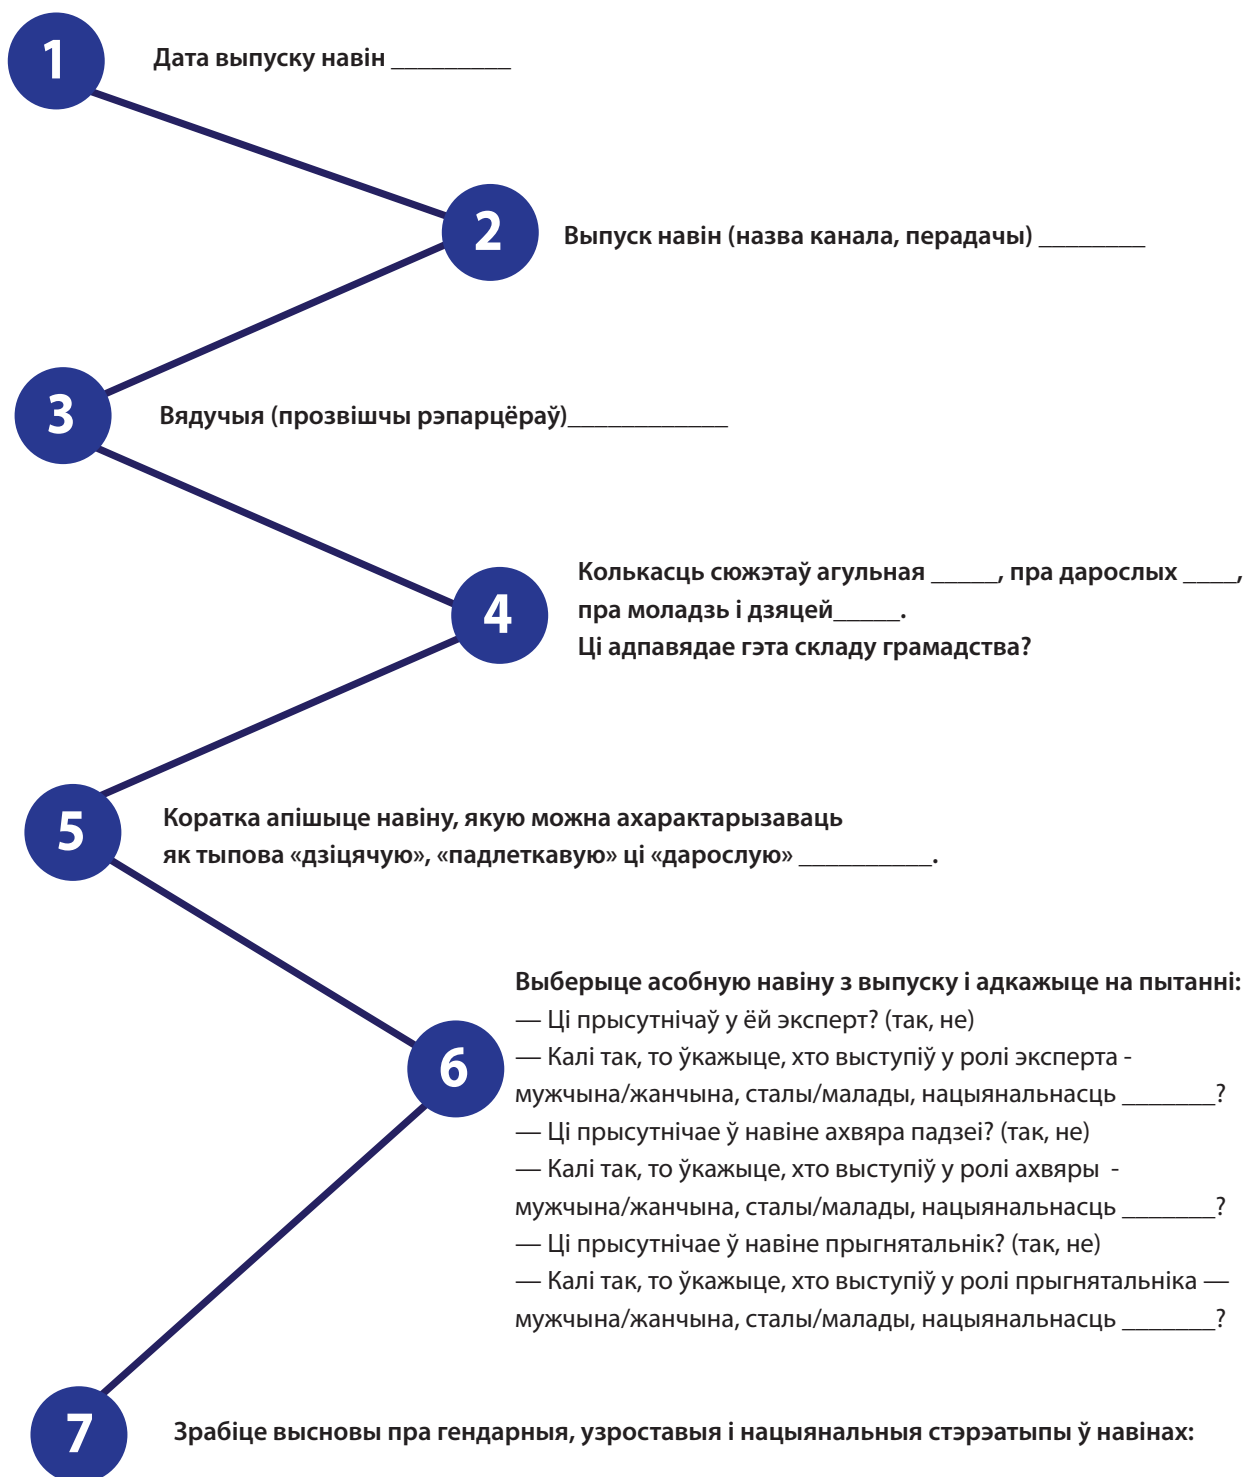 1
Дата выпуску навін _________
2
Выпуск навін (назва канала, перадачы) ________
3
Вядучыя (прозвішчы рэпарцёраў)____________
4
Колькасць сюжэтаў агульная _____, пра дарослых ____,
пра моладзь і дзяцей_____.
Ці адпавядае гэта складу грамадства?
5
Коратка апішыце навіну, якую можна ахарактарызаваць
як тыпова «дзіцячую», «падлеткавую» ці «дарослую» __________.
6
Выберыце асобную навіну з выпуску і адкажыце на пытанні:
— Ці прысутнічаў у ёй эксперт? (так, не)
— Калі так, то ўкажыце, хто выступіў у ролі эксперта -
мужчына/жанчына, сталы/малады, нацыянальнасць _______?
— Ці прысутнічае ў навіне ахвяра падзеі? (так, не)
— Калі так, то ўкажыце, хто выступіў у ролі ахвяры -
мужчына/жанчына, сталы/малады, нацыянальнасць _______?
— Ці прысутнічае ў навіне прыгнятальнік? (так, не)
— Калі так, то ўкажыце, хто выступіў у ролі прыгнятальніка —
мужчына/жанчына, сталы/малады, нацыянальнасць _______?
7
Зрабіце высновы пра гендарныя, узроставыя і нацыянальныя стэрэатыпы ў навінах: